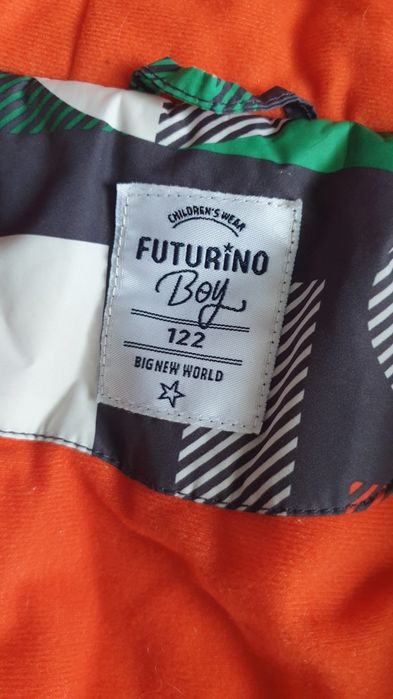 CHILDREN'S WEAR
FUTURiNO
Boy
122
BIG NEW WORLD